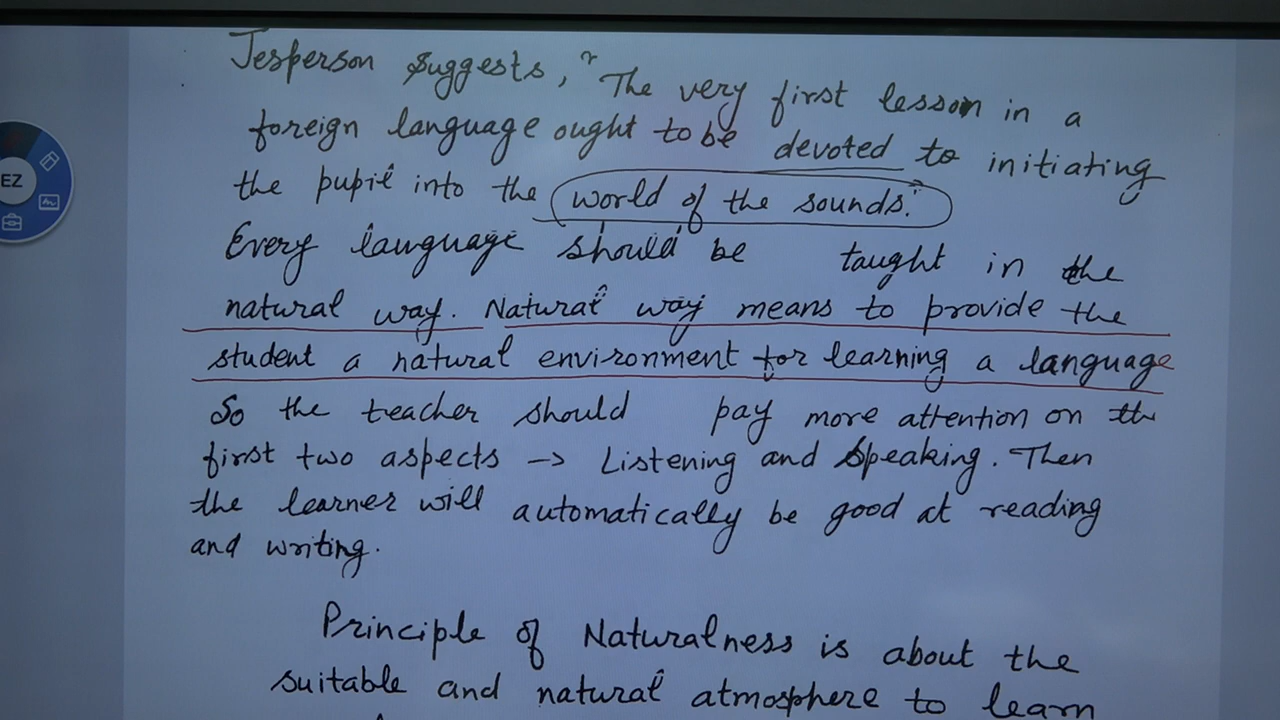 Jesperson suggests, "The very first lesson in a
foreign language ought to be devoted to initiating
the pupil into the world of the sounds."
Every language should be taught in the
natural way. Natural way means to provide the
student a natural environment for learning a language
So the teacher should pay more attention on the
first two aspects -> Listening and Speaking. Then
the learner will automatically be good at reading
and writing.
Principle of Naturalness is about the
suitable and natural atmosphere to learn
EZ